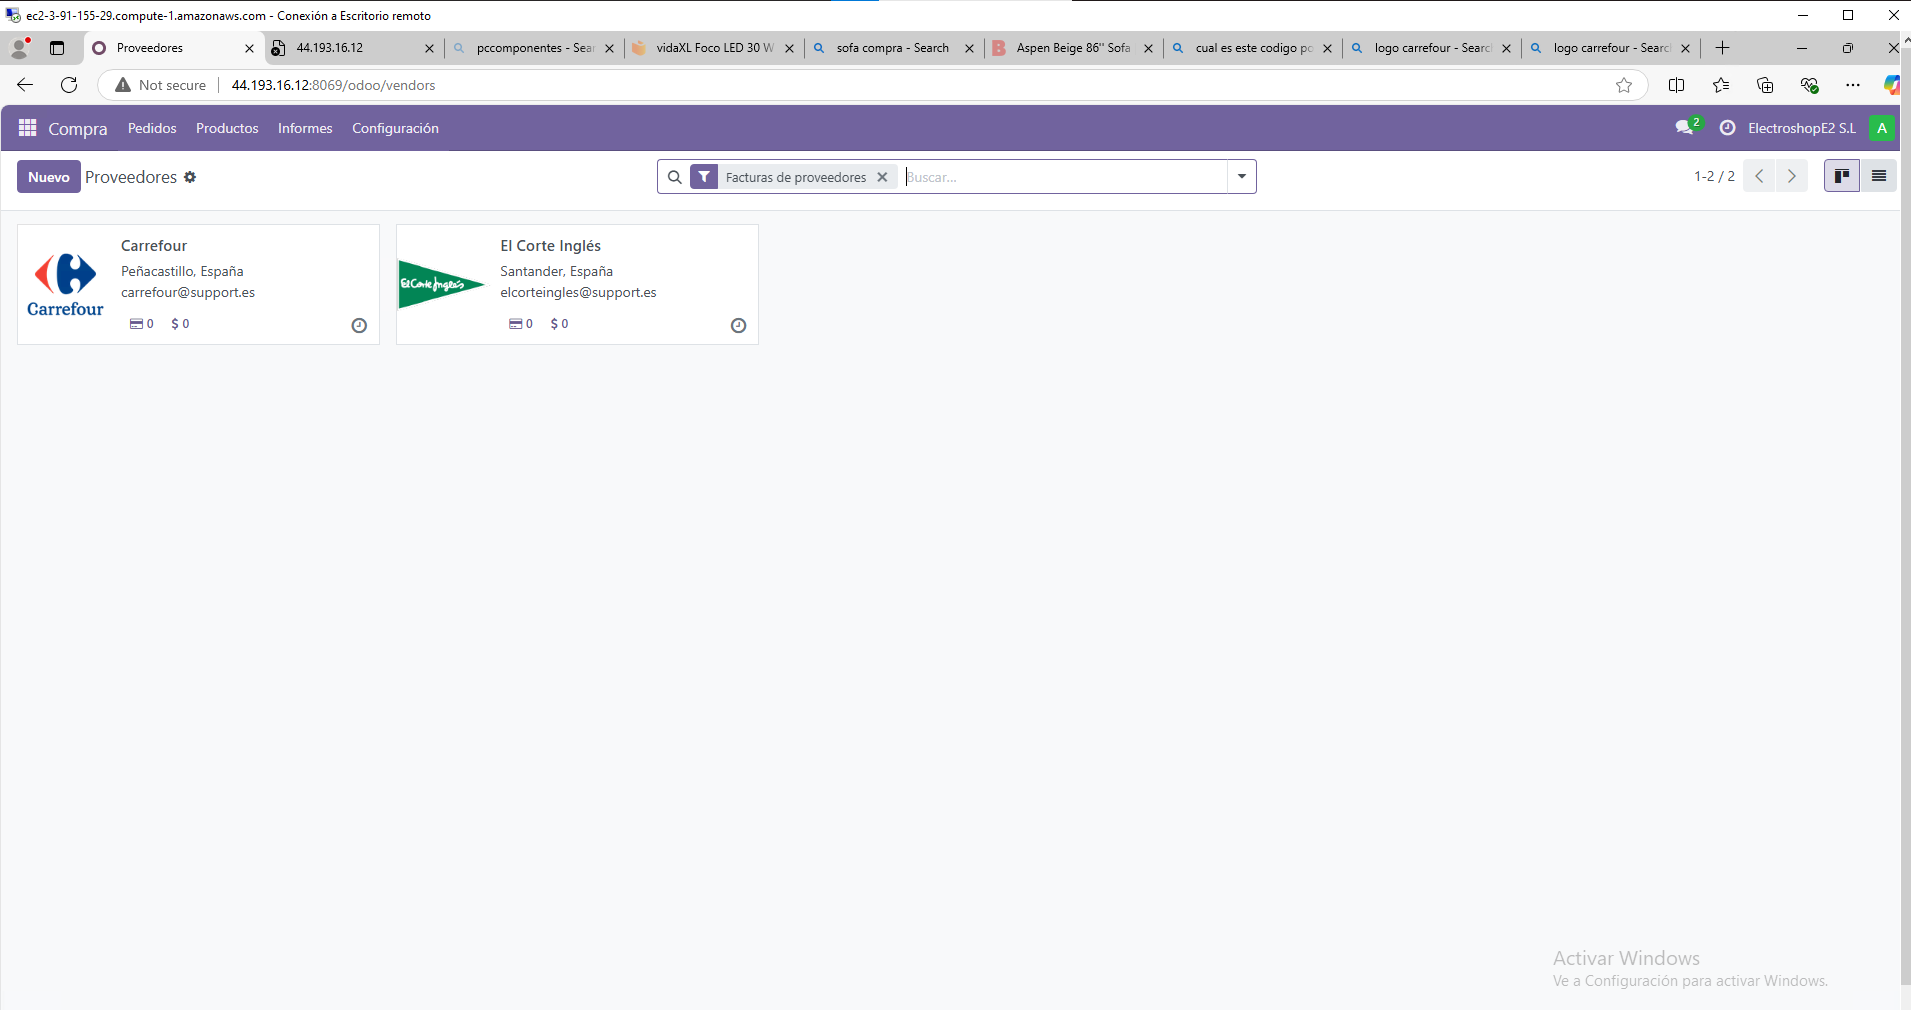 ec2-3-91-155-29.compute-1.amazonaws.com - Conexión a Escritorio remoto
Proveedores
44.193.16.12
pccomponentes - Sear
vidaXL Foco LED 30 W
sofa compra - Search
B
Aspen Beige 86" Sofa
cual es este codigo po
logo carrefour - Search
logo carrefour - Search
Not secure
44.193.16.12:8069/odoo/vendors
Compra
Pedidos
Productos
Informes
Configuración
2
ElectroshopE2 S.L
A
Nuevo
Proveedores
Facturas de proveedores
Buscar...
1-2 / 2
Carrefour
Carrefour
Peñacastillo, España
carrefour@support.es
0
$ 0
El Corte Inglés
El Corte Inglés
Santander, España
elcorteingles@support.es
0
$ 0
Activar Windows
Ve a Configuración para activar Windows.